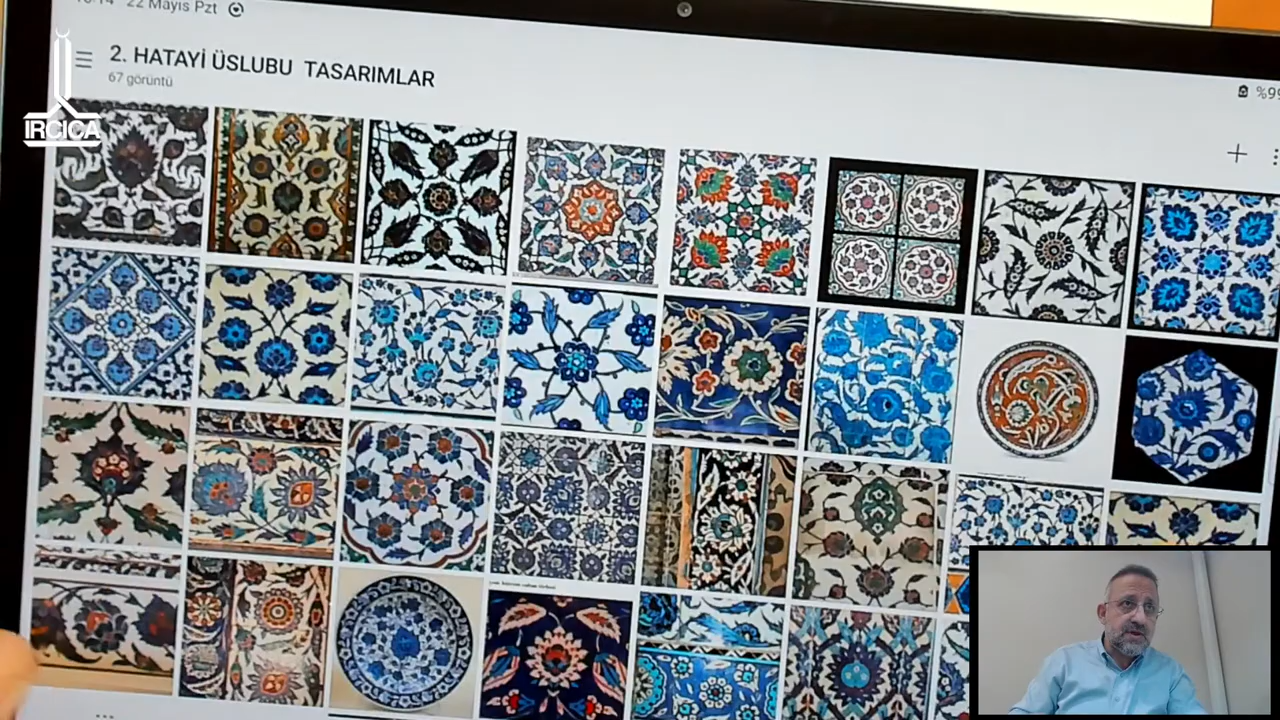 22 Mayıs Pzt
2. HATAYİ ÜSLUBU TASARIMLAR
67 görüntü
%99
IRCICA